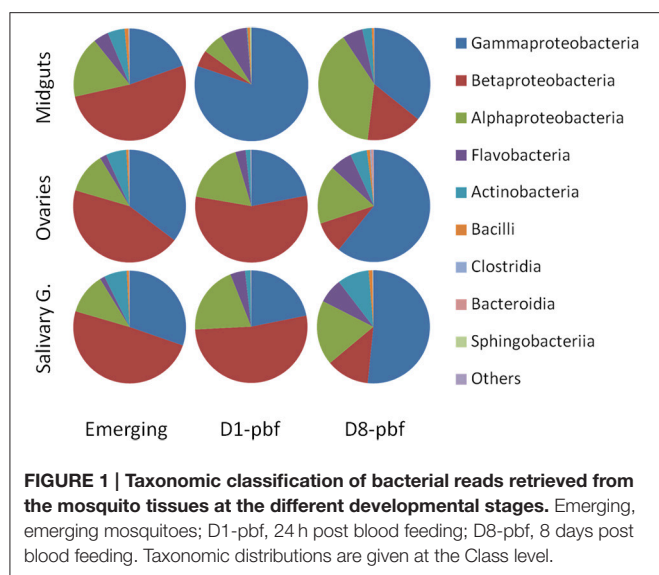 Midguts
Ovaries
Salivary G.
Emerging
D1-pbf
D8-pbf
Gammaproteobacteria
Betaproteobacteria
Alphaproteobacteria
Flavobacteria
Actinobacteria
Bacilli
Clostridia
Bacteroidia
Sphingobacteriia
Others
FIGURE 1 | Taxonomic classification of bacterial reads retrieved from
the mosquito tissues at the different developmental stages. Emerging,
emerging mosquitoes; D1-pbf, 24 h post blood feeding; D8-pbf, 8 days post
blood feeding. Taxonomic distributions are given at the Class level.